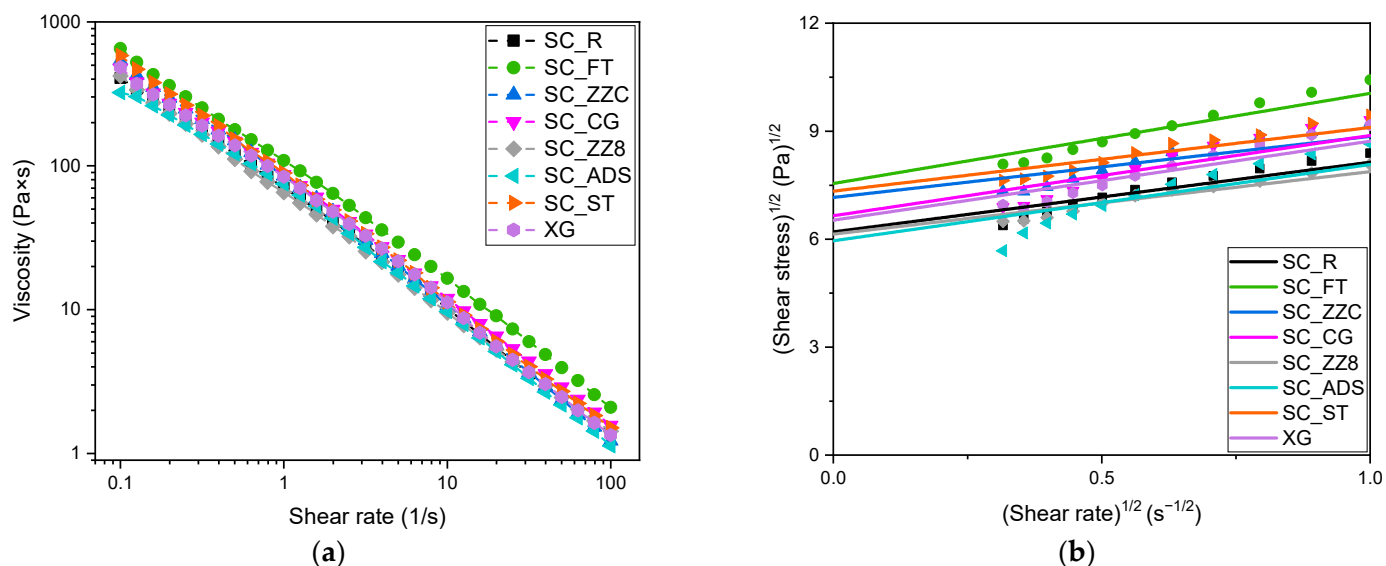 1000
100
10
1
Viscosity (Pa×s)
0.1
1
10
100
Shear rate (1/s)
SC_R
SC_FT
SC_ZZC
SC_CG
SC_ZZ8
SC_ADS
SC_ST
XG
(a)
12
9
6
3
0
(Shear stress)^{1/2} (Pa)^{1/2}
0.0
0.5
1.0
(Shear rate)^{1/2} (s^{−1/2})
SC_R
SC_FT
SC_ZZC
SC_CG
SC_ZZ8
SC_ADS
SC_ST
XG
(b)